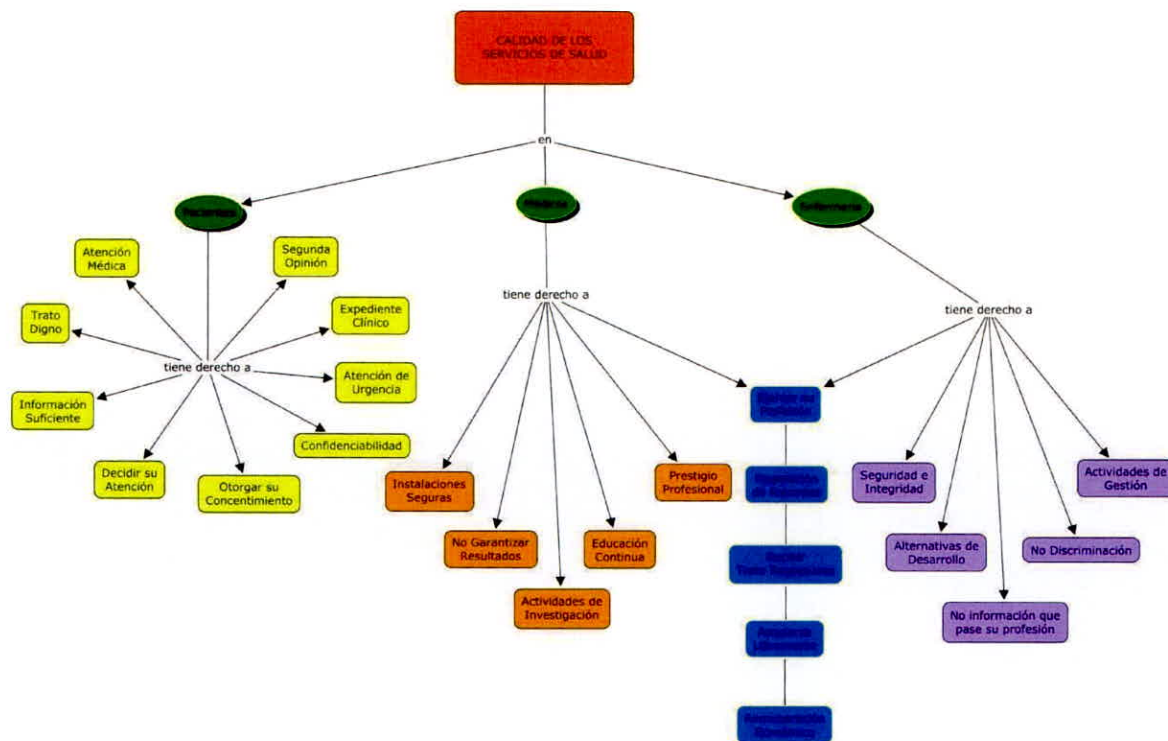 CALIDAD DE LOS
SERVICIOS DE SALUD
en
Pacientes
Médicos
Enfermería
Atención
Médica
Segunda
Opinión
Trato
Digno
Expediente
Clínico
tiene derecho a
Información
Suficiente
Atención de
Urgencia
Decidir su
Atención
Otorgar su
Concentimiento
Confidenciabilidad
tiene derecho a
Instalaciones
Seguras
No Garantizar
Resultados
Actividades de
Investigación
Educación
Continua
Prestigio
Profesional
tiene derecho a
Seguridad e
Integridad
Alternativas de
Desarrollo
No información que
pase su profesión
No Discriminación
Actividades de
Gestión